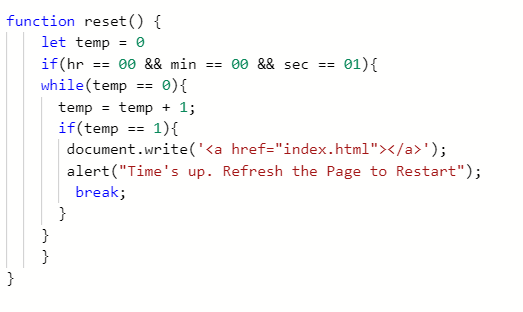 function reset() {
let temp = 0
if(hr == 00 && min == 00 && sec == 01){
while(temp == 0){
temp = temp + 1;
if(temp == 1){
document.write('<a href="index.html"></a>');
alert("Time's up. Refresh the Page to Restart");
break;
}
}
}
}